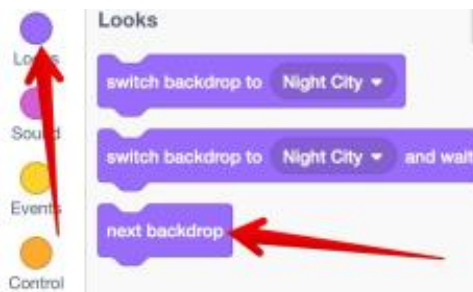 Looks
Looks
switch backdrop to Night City
Sound
switch backdrop to Night City and wait
Events
next backdrop
Control